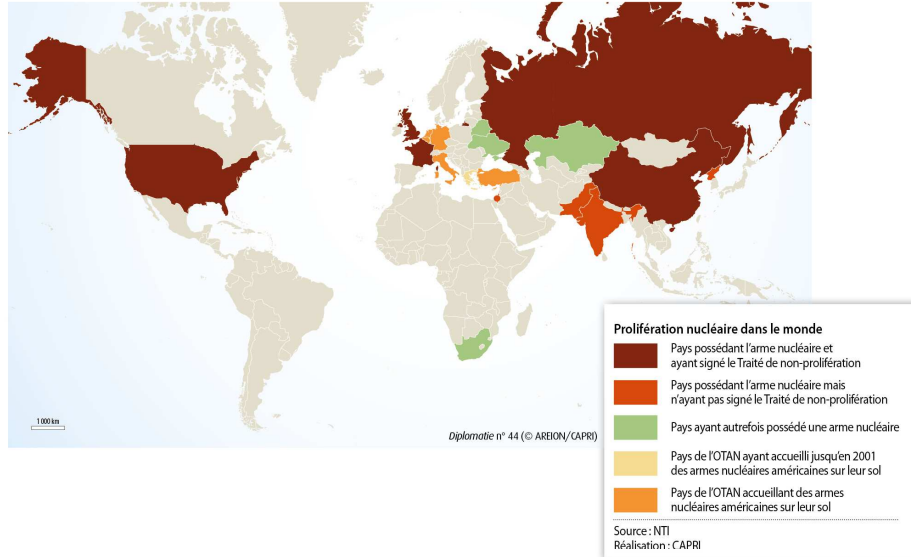 1 000 km
Diplomatie n° 44 (© AREION/CAPRI)
Prolifération nucléaire dans le monde
Pays possédant l'arme nucléaire et
ayant signé le Traité de non-prolifération
Pays possédant l'arme nucléaire mais
n'ayant pas signé le Traité de non-prolifération
Pays ayant autrefois possédé une arme nucléaire
Pays de l'OTAN ayant accueilli jusqu'en 2001
des armes nucléaires américaines sur leur sol
Pays de l'OTAN accueillant des armes
nucléaires américaines sur leur sol
Source : NTI
Réalisation : CAPRI